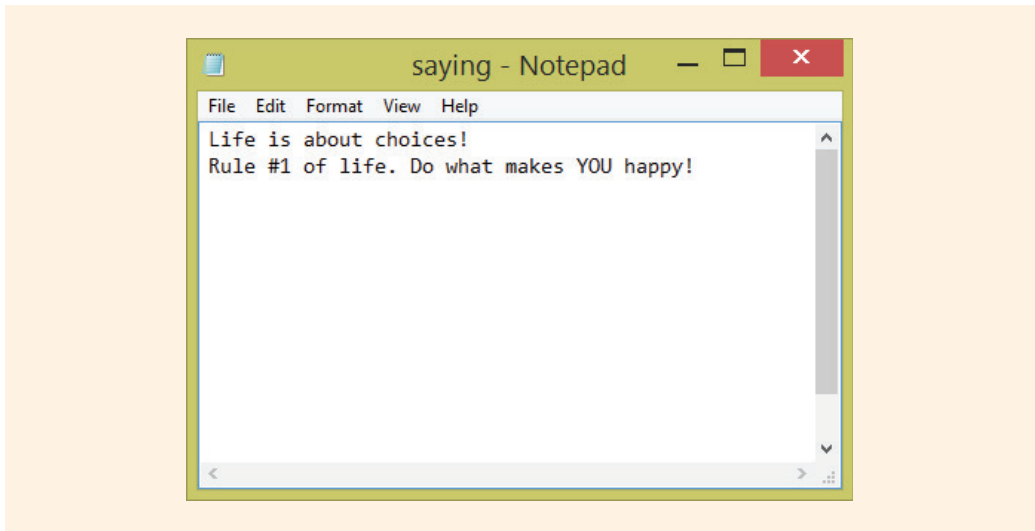 saying - Notepad
File Edit Format View Help
Life is about choices!
Rule #1 of life. Do what makes YOU happy!